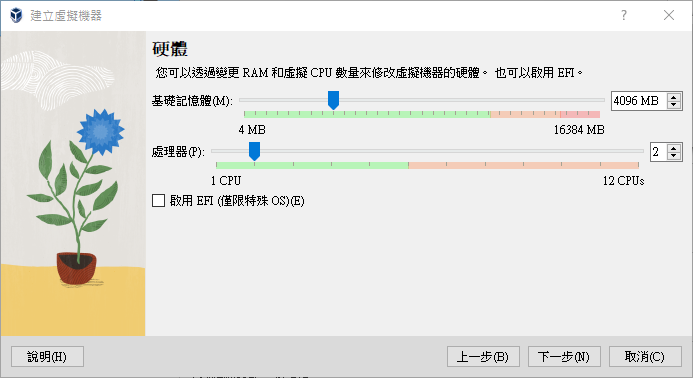 建立虛擬機器
硬體
您可以透過變更 RAM 和虛擬 CPU 數量來修改虛擬機器的硬體。 也可以啟用 EFI。
基礎記憶體(M):
4096 MB
4 MB
16384 MB
處理器(P):
2
1 CPU
12 CPUs
啟用 EFI (僅限特殊 OS)(E)
說明(H)
上一步(B)
下一步(N)
取消(C)